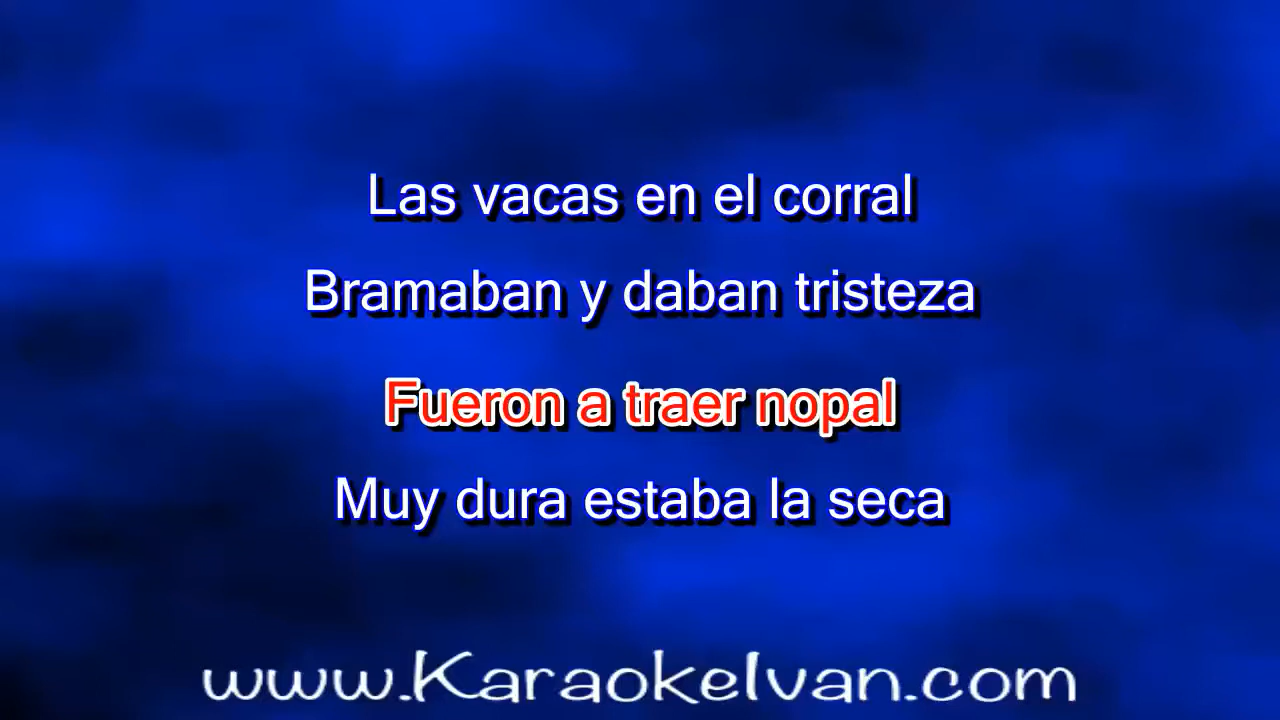 Las vacas en el corral
Bramaban y daban tristeza
Fueron a traer nopal
Muy dura estaba la seca
www.KaraokeIvan.com